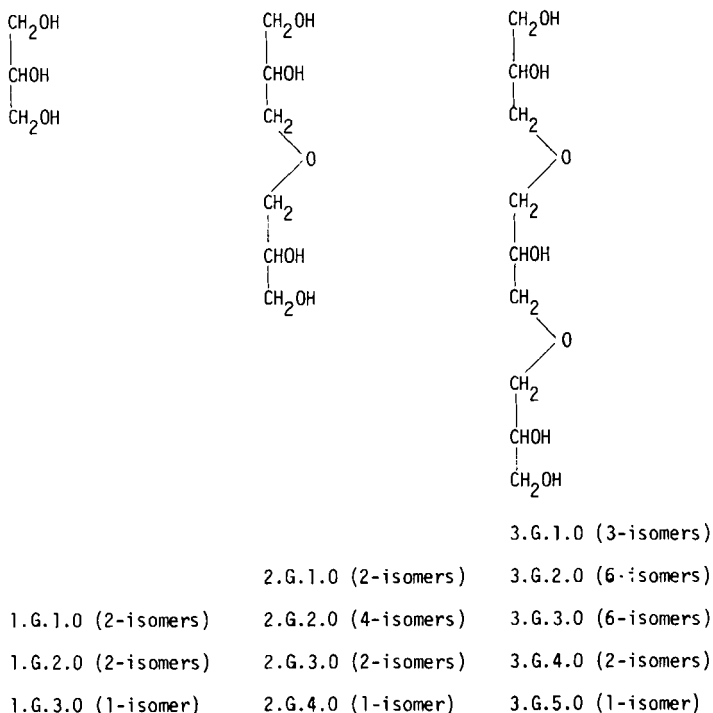 CH2OH
CHOH
CH2OH
1.G.1.0 (2-isomers)
1.G.2.0 (2-isomers)
1.G.3.0 (1-isomer)
CH2OH
CHOH
CH2
O
CH2
CHOH
CH2OH
2.G.1.0 (2-isomers)
2.G.2.0 (4-isomers)
2.G.3.0 (2-isomers)
2.G.4.0 (1-isomer)
CH2OH
CHOH
CH2
O
CH2
CHOH
CH2
O
CH2
CHOH
CH2OH
3.G.1.0 (3-isomers)
3.G.2.0 (6-isomers)
3.G.3.0 (6-isomers)
3.G.4.0 (2-isomers)
3.G.5.0 (1-isomer)